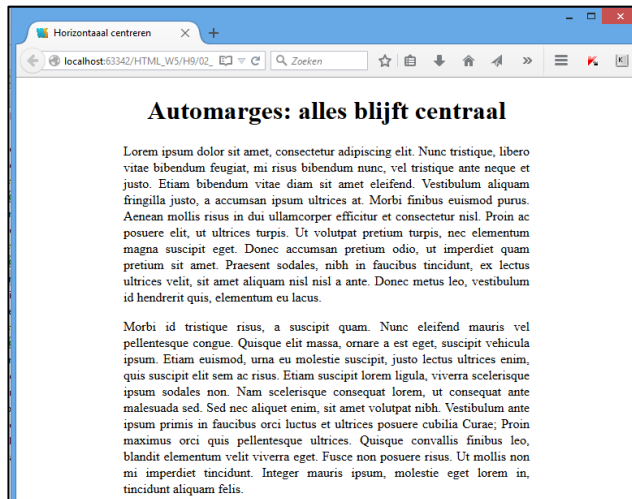 Horizontaaal centreren
localhost:63342/HTML_W5/H9/02_
Zoeken
Automarges: alles blijft centraal
Lorem ipsum dolor sit amet, consectetur adipiscing elit. Nunc tristique, libero
vitae bibendum feugiat, mi risus bibendum nunc, vel tristique ante neque et
justo. Etiam bibendum vitae diam sit amet eleifend. Vestibulum aliquam
fringilla justo, a accumsan ipsum ultrices at. Morbi finibus euismod purus.
Aenean mollis risus in dui ullamcorper efficitur et consectetur nisl. Proin ac
posuere elit, ut ultrices turpis. Ut volutpat pretium turpis, nec elementum
magna suscipit eget. Donec accumsan pretium odio, ut imperdiet quam
pretium sit amet. Praesent sodales, nibh in faucibus tincidunt, ex lectus
ultrices velit, sit amet aliquam nisl nisl a ante. Donec metus leo, vestibulum
id hendrerit quis, elementum eu lacus.
Morbi id tristique risus, a suscipit quam. Nunc eleifend mauris vel
pellentesque congue. Quisque elit massa, ornare a est eget, suscipit vehicula
ipsum. Etiam euismod, urna eu molestie suscipit, justo lectus ultrices enim,
quis suscipit elit sem ac risus. Etiam suscipit lorem ligula, viverra scelerisque
ipsum sodales non. Nam scelerisque consequat lorem, ut consequat ante
malesuada sed. Sed nec aliquet enim, sit amet volutpat nibh. Vestibulum ante
ipsum primis in faucibus orci luctus et ultrices posuere cubilia Curae; Proin
maximus orci quis pellentesque ultrices. Quisque convallis finibus leo,
blandit elementum velit viverra eget. Fusce non posuere risus. Ut mollis non
mi imperdiet tincidunt. Integer mauris ipsum, molestie eget lorem in,
tincidunt aliquam felis.